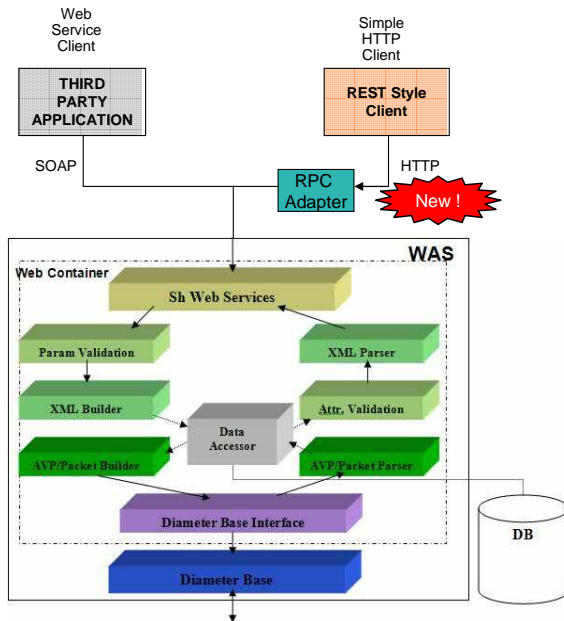 Web
Service
Client
Simple
HTTP
Client
THIRD
PARTY
APPLICATION
REST Style
Client
SOAP
HTTP
RPC
Adapter
New !
WAS
Web Container
Sh Web Services
Param Validation
XML Parser
XML Builder
Attr. Validation
Data
Accessor
AVP/Packet Builder
AVP/Packet Parser
Diameter Base Interface
DB
Diameter Base